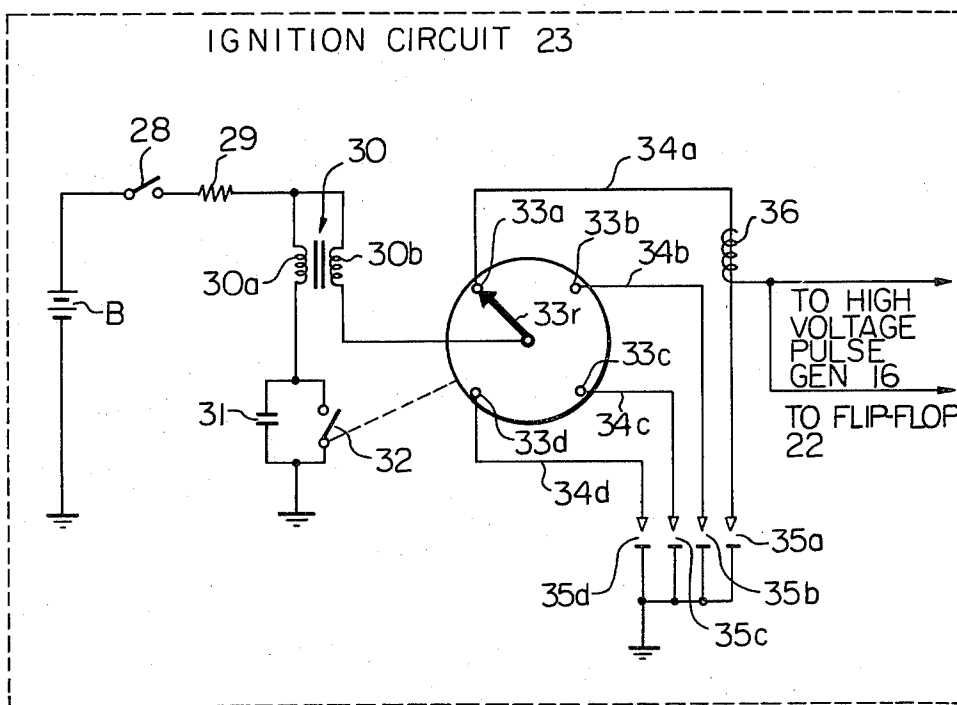 IGNITION CIRCUIT 23
28
29
30
34a
33a
33b
36
34b
30a
30b
B
33r
TO HIGH
VOLTAGE
PULSE
GEN 16
33c
31
32
33d
34c
TO FLIP-FLOP
22
34d
35a
35d
35b
35c